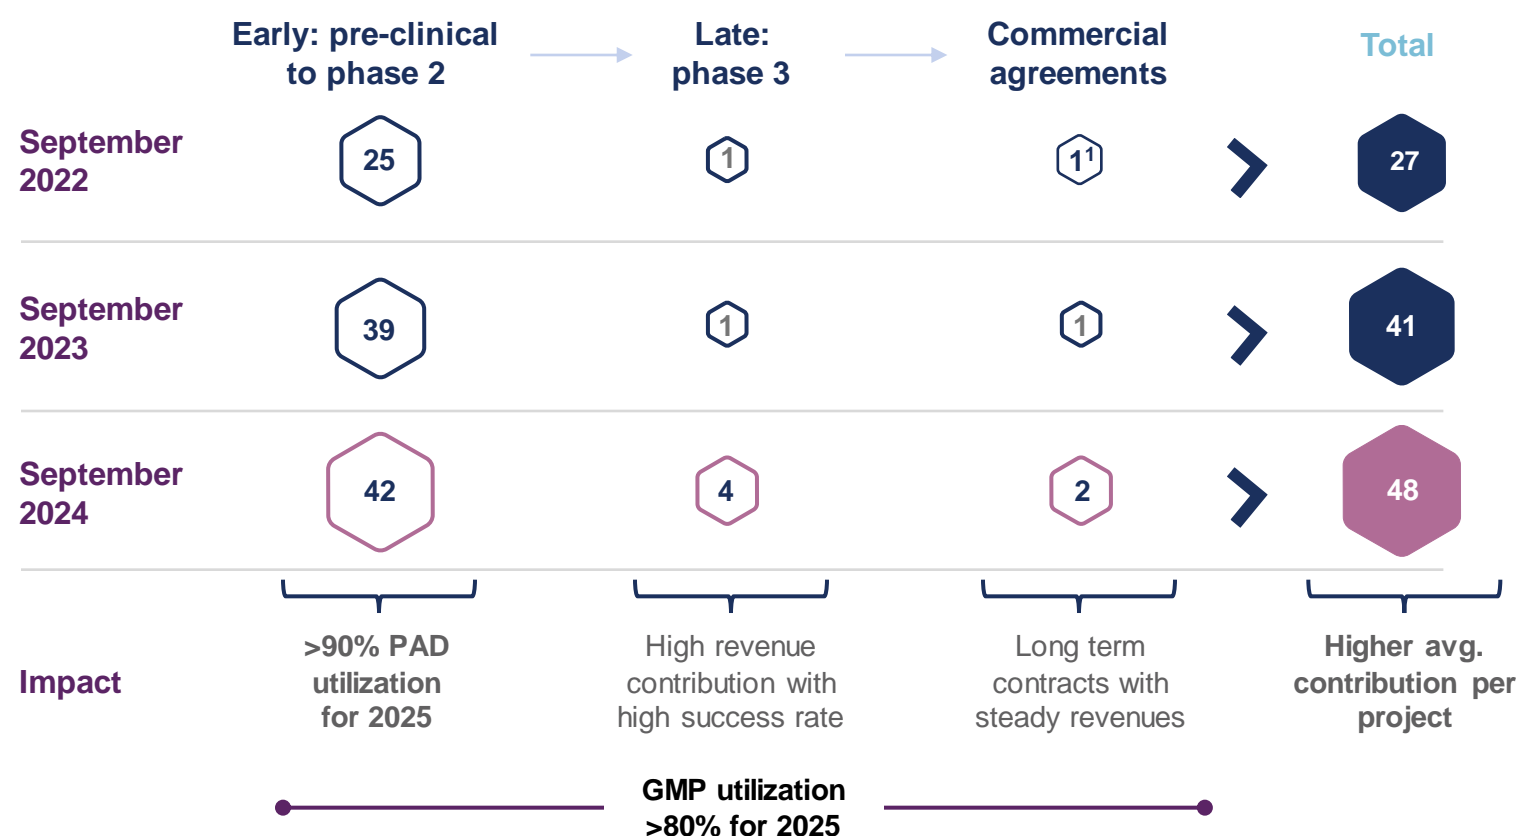 Early: pre-clinical
to phase 2
Late:
phase 3
Commercial
agreements
Total
September
2022
25
1
1¹
27
September
2023
39
1
1
41
September
2024
42
4
2
48
Impact
>90% PAD
utilization
for 2025
High revenue
contribution with
high success rate
Long term
contracts with
steady revenues
Higher avg.
contribution per
project
GMP utilization
>80% for 2025